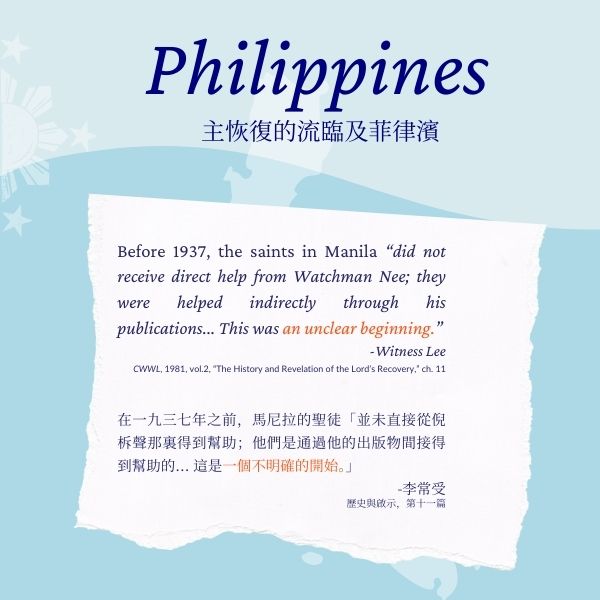 Philippines
主恢復的流臨及菲律濱
Before 1937, the saints in Manila “did not
receive direct help from Watchman Nee; they
were helped indirectly through his
publications... This was an unclear beginning.”
-Witness Lee
CWWL, 1981, vol.2, “The History and Revelation of the Lord’s Recovery,” ch. 11
在一九三七年之前，馬尼拉的聖徒「並未直接從倪
柝聲那裏得到幫助；他們是通過他的出版物間接得
到幫助的... 這是一個不明確的開始。」
-李常受
歷史與啟示，第十一篇